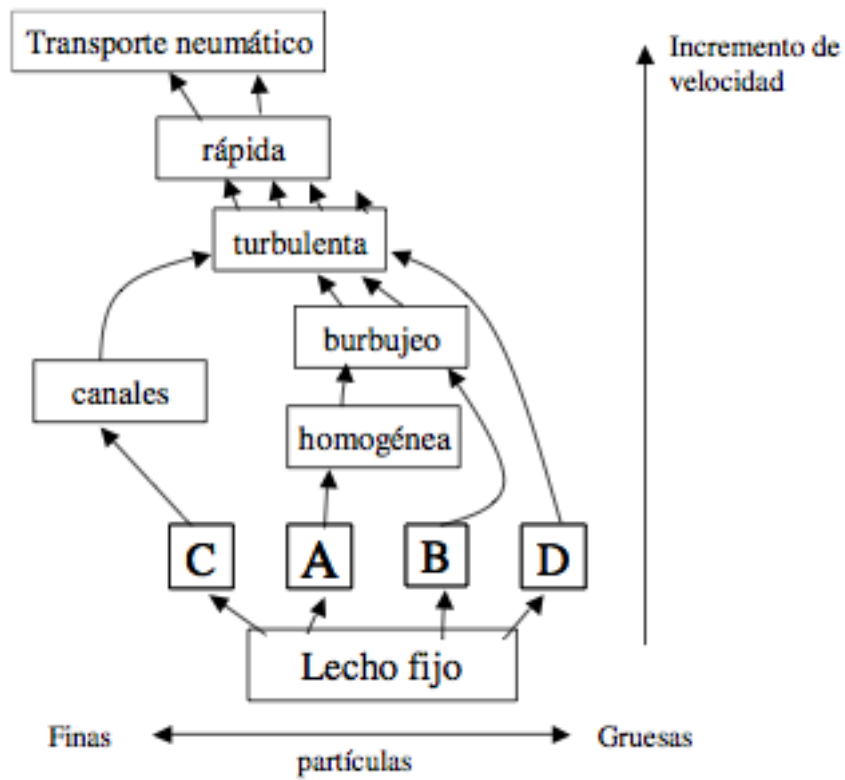 Transporte neumático
Incremento de
velocidad
rápida
turbulenta
burbujeo
canales
homogénea
C
A
B
D
Lecho fijo
Finas
partículas
Gruesas